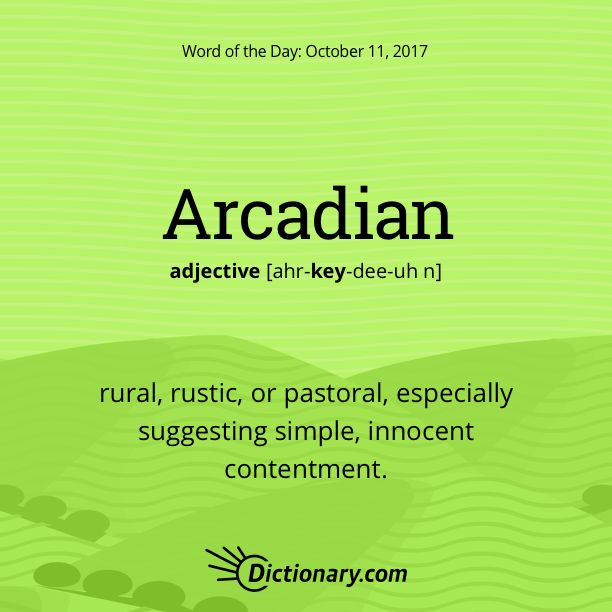 Word of the Day: October 11, 2017
Arcadian
adjective [ahr-key-dee-uh n]
rural, rustic, or pastoral, especially
suggesting simple, innocent
contentment.
Dictionary.com